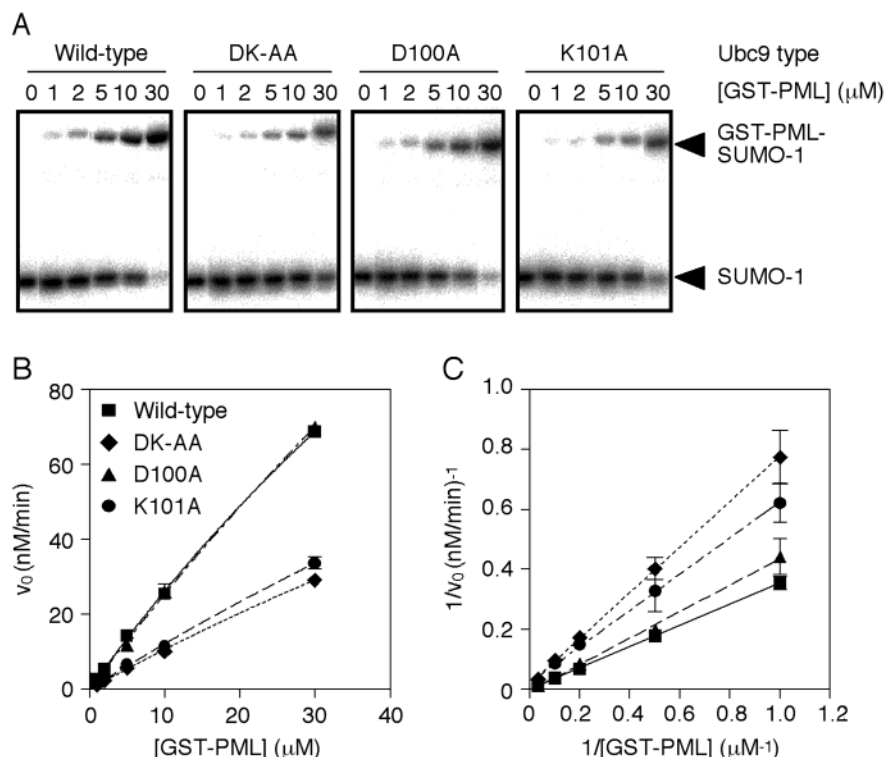 A
Wild-type DK-AA D100A K101A Ubc9 type
0 1 2 5 10 30 0 1 2 5 10 30 0 1 2 5 10 30 0 1 2 5 10 30 [GST-PML] (μM)
GST-PML-
SUMO-1
SUMO-1
B
80
60
40
20
0
v₀ (nM/min)
Wild-type
DK-AA
D100A
K101A
0 10 20 30 40
[GST-PML] (μM)
C
1.0
0.8
0.6
0.4
0.2
0
1/v₀ (nM/min)⁻¹
0 0.2 0.4 0.6 0.8 1.0 1.2
1/[GST-PML] (μM⁻¹)